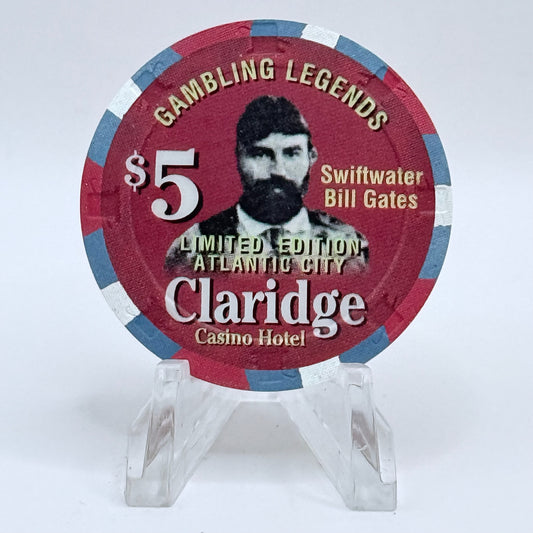 GAMBLING LEGENDS
$5
Swiftwater
Bill Gates
LIMITED EDITION
ATLANTIC CITY
Claridge
Casino Hotel